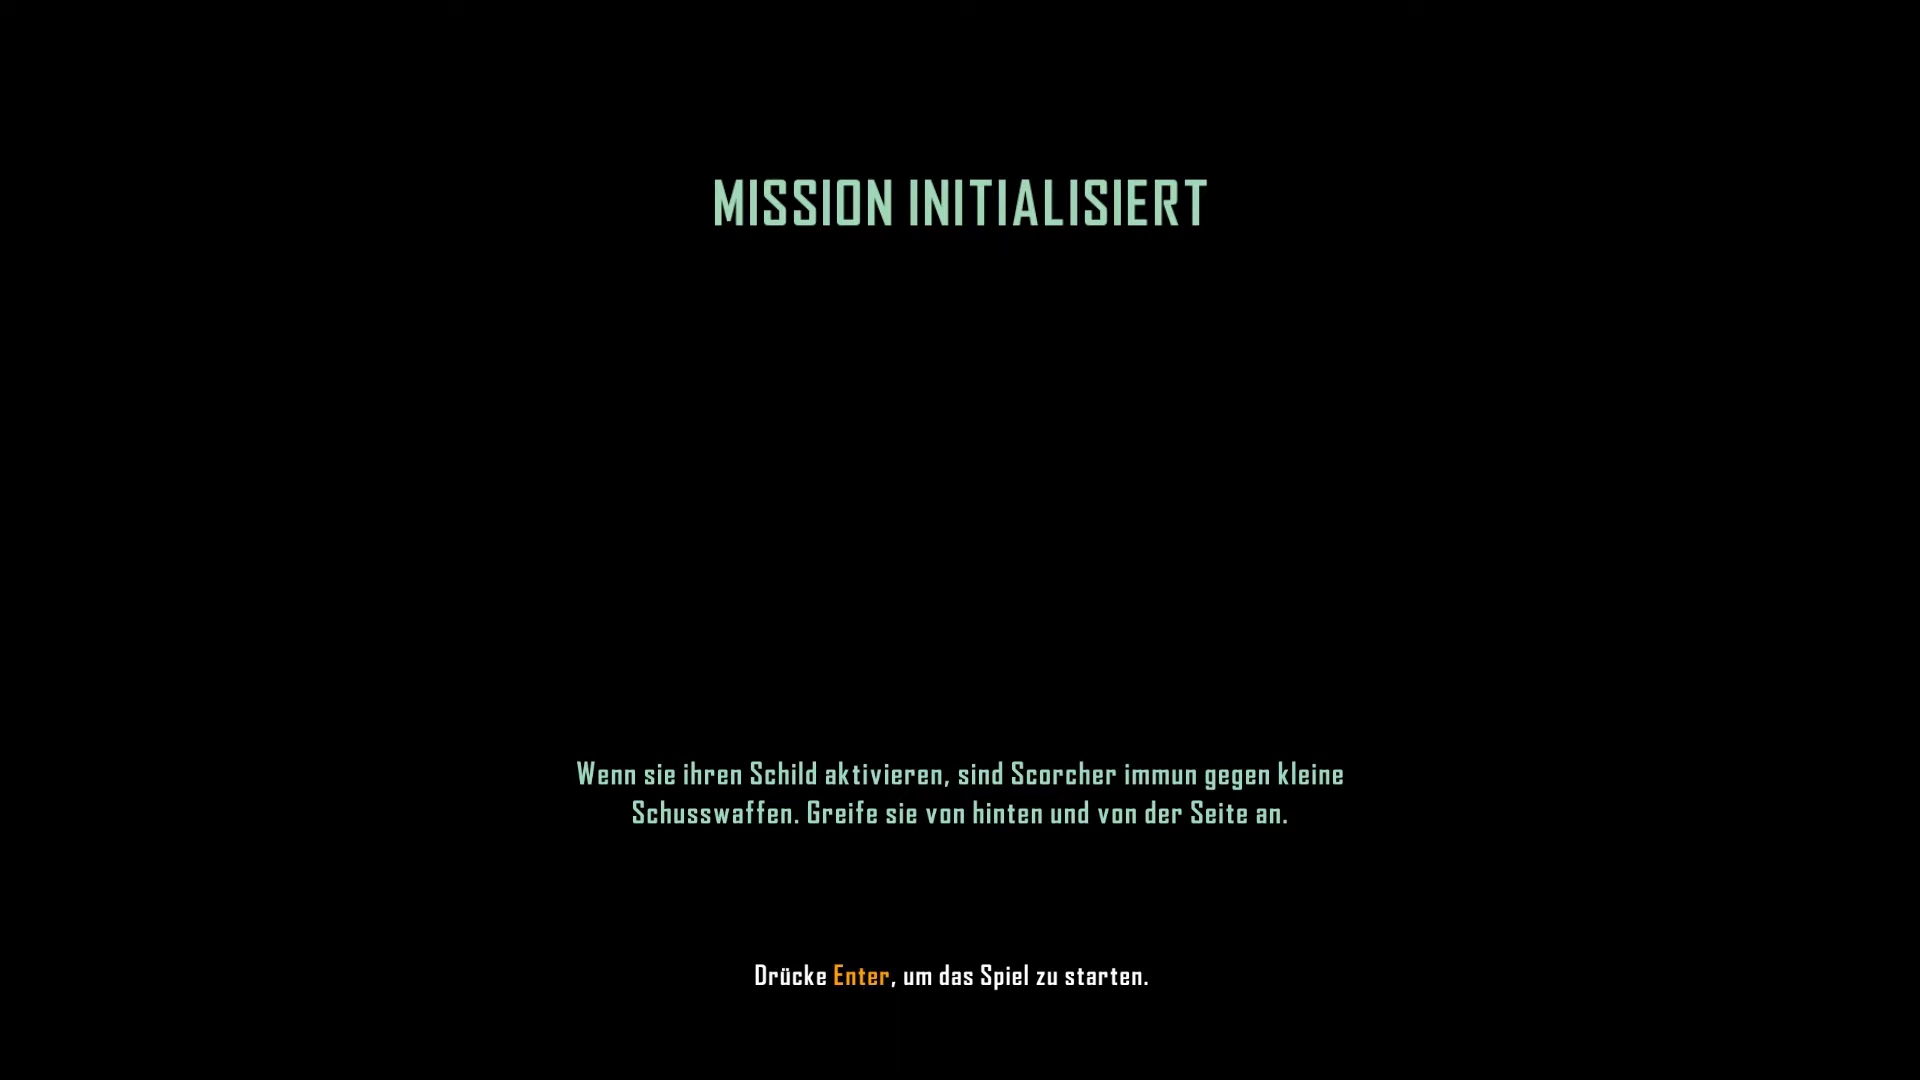 MISSION INITIALISIERT
Wenn sie ihren Schild aktivieren, sind Scorcher immun gegen kleine
Schusswaffen. Greife sie von hinten und von der Seite an.
Drücke Enter, um das Spiel zu starten.